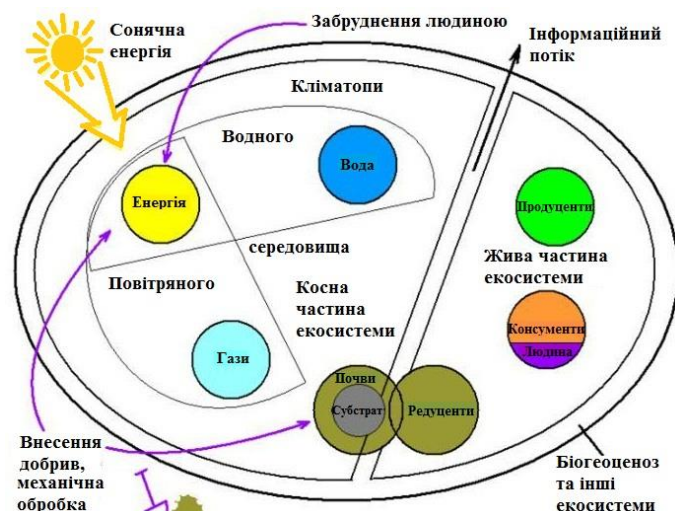 Сонячна
енергія
Забруднення людиною
Інформаційний
потік
Кліматопи
Водного
Вода
Енергія
Продуценти
середовища
Повітряного
Жива частина
екосистеми
Косна
частина
екосистеми
Консументи
Людина
Гази
Почви
Субстрат
Редуценти
Внесення
добрив,
механічна
обробка
Біогеоценоз
та інші
екосистеми